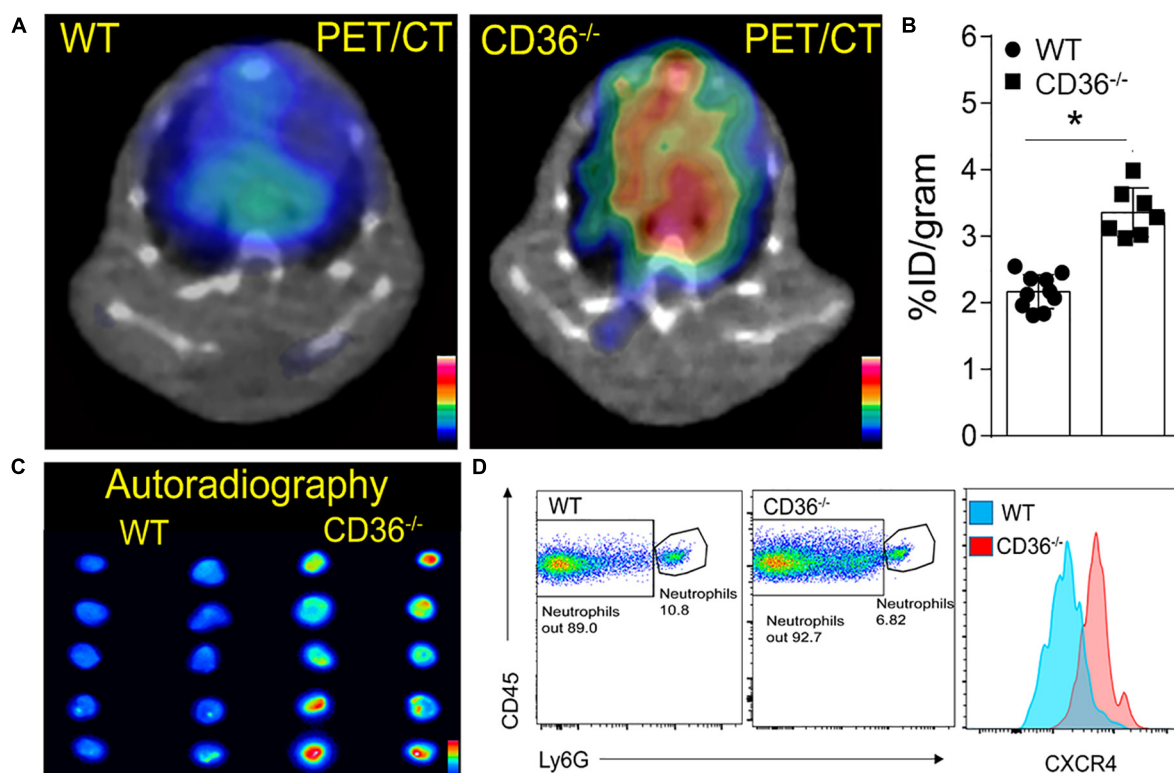 A
WT
PET/CT
CD36-/-
PET/CT
B
6
5
4
3
2
1
0
%ID/gram
WT
CD36-/-
*
C
Autoradiography
WT
CD36-/-
D
WT
Neutrophils
out 89.0
Neutrophils
10.8
CD36-/-
Neutrophils
out 92.7
Neutrophils
6.82
WT
CD36-/-
CD45
Ly6G
CXCR4